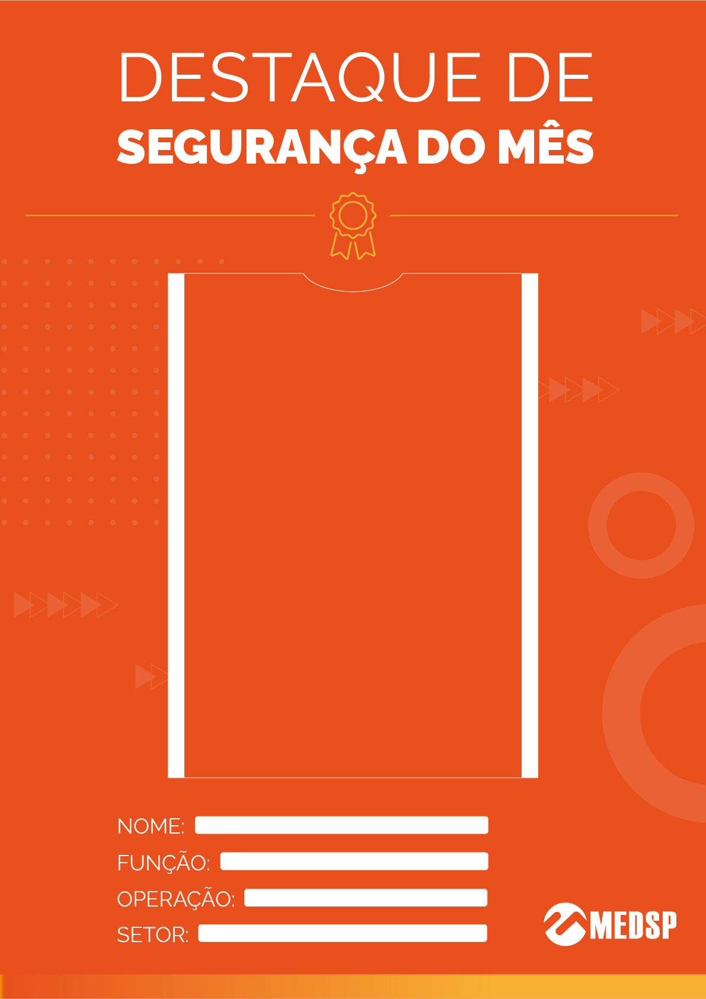 DESTAQUE DE
SEGURANÇA DO MÊS
NOME:
FUNÇÃO:
OPERAÇÃO:
SETOR:
MEDSP